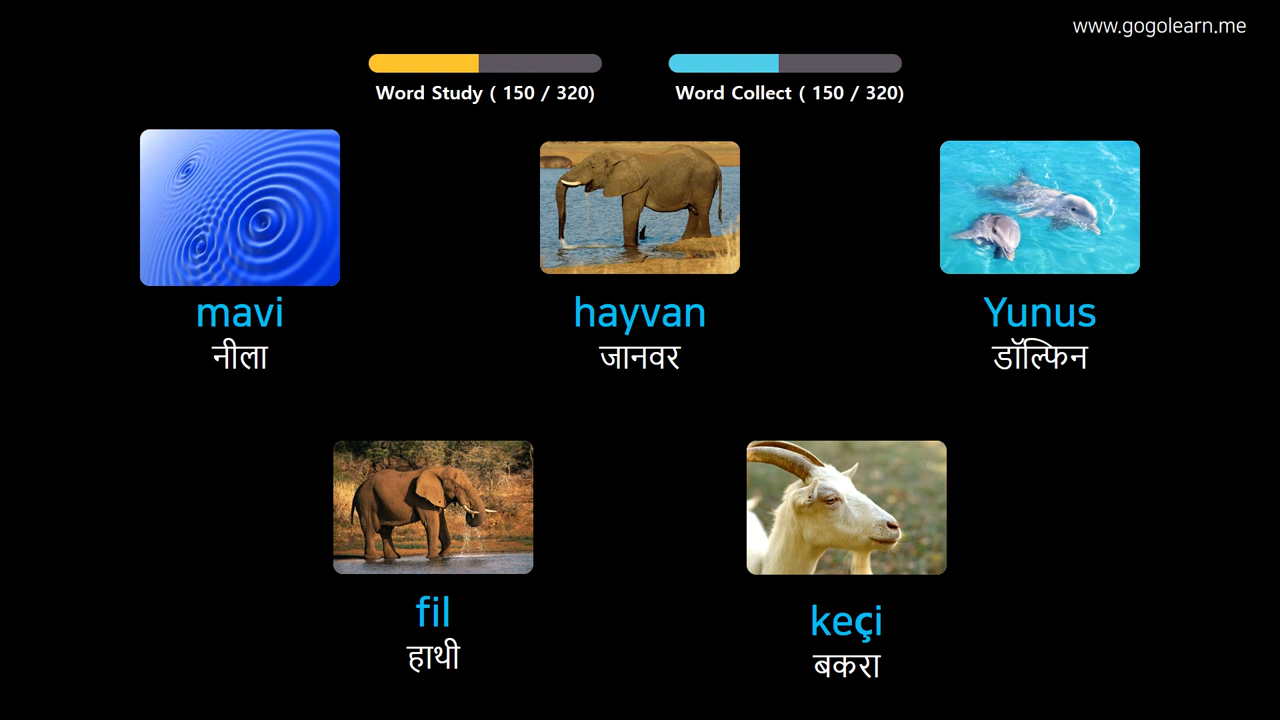 www.gogolearn.me
Word Study ( 150 / 320)
Word Collect ( 150 / 320)
mavi
नीला
hayvan
जानवर
Yunus
डॉल्फिन
fil
हाथी
keçi
बकरा